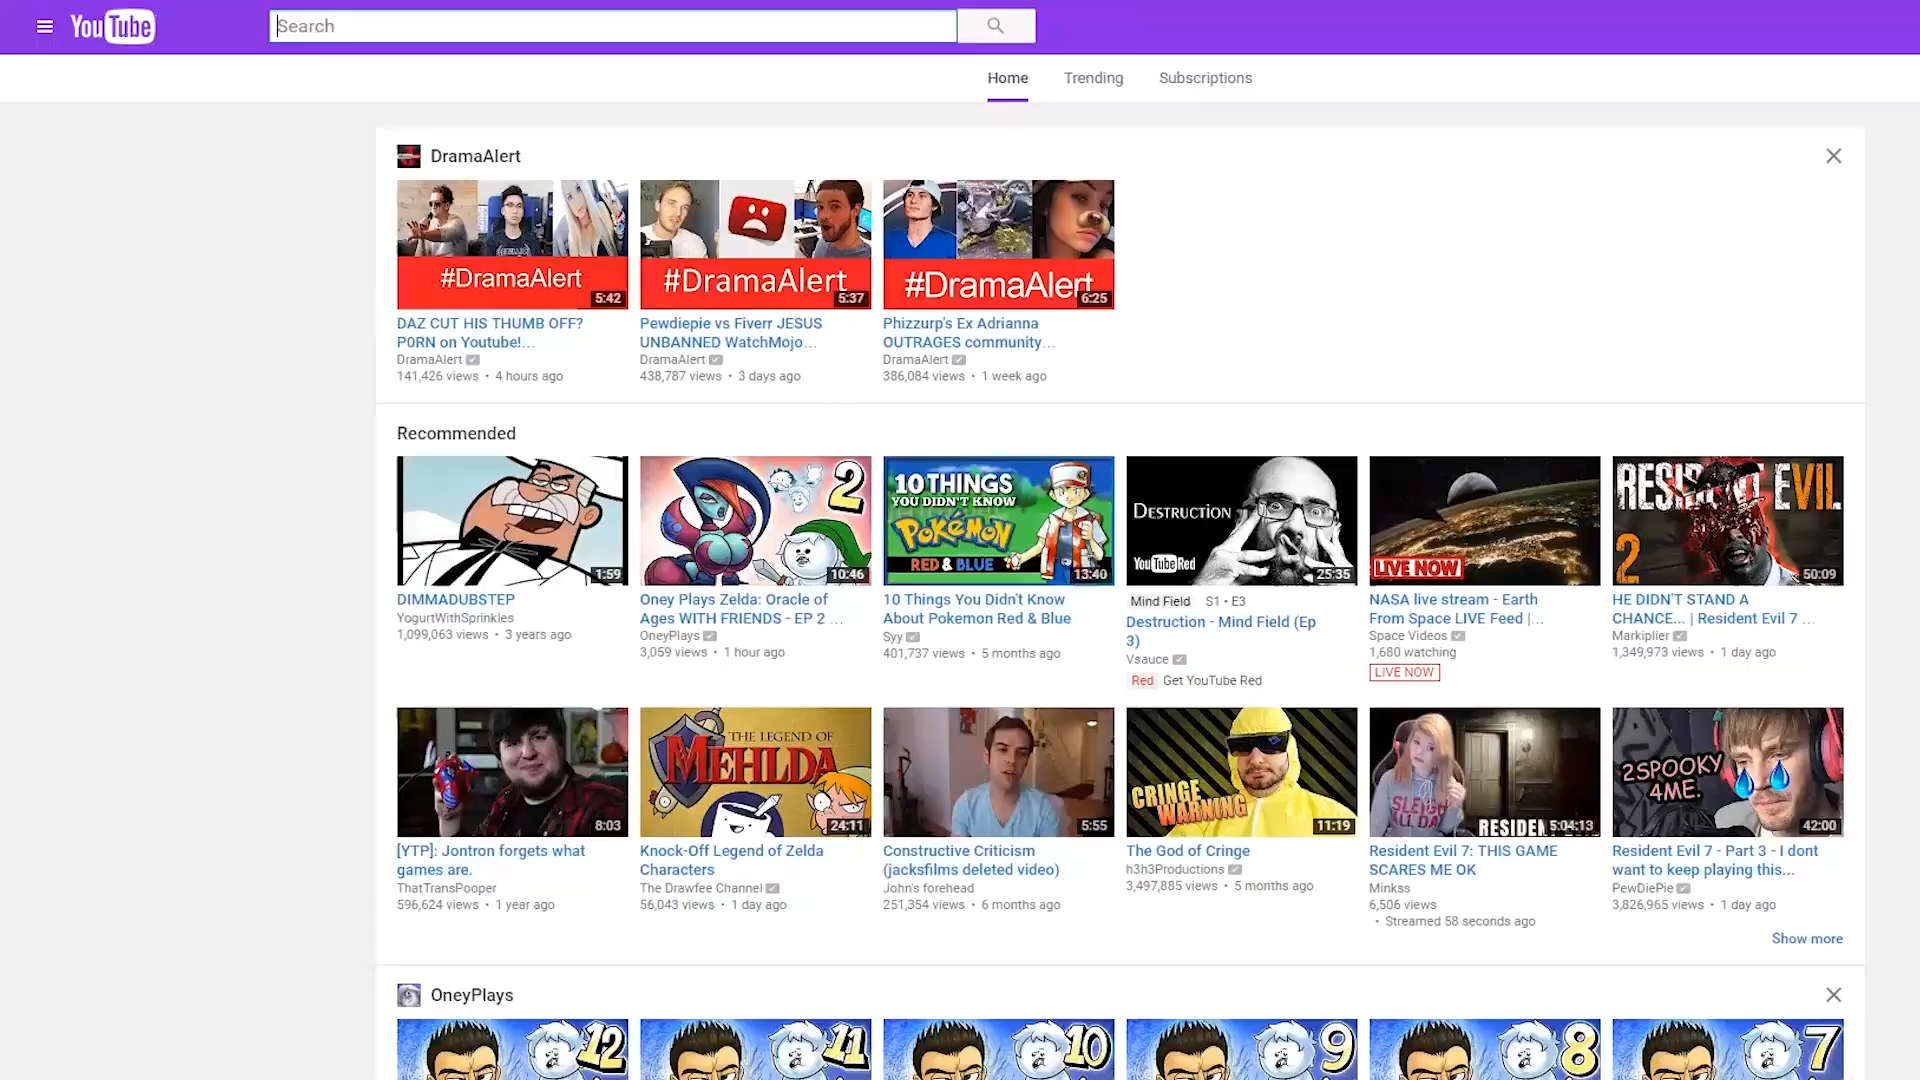 YouTube
Search
Home
Trending
Subscriptions
DramaAlert
#DramaAlert
5:42
#DramaAlert
5:37
#DramaAlert
6:25
DAZ CUT HIS THUMB OFF?
P0RN on Youtube!...
DramaAlert
141,426 views • 4 hours ago
Pewdiepie vs Fiverr JESUS
UNBANNED WatchMojo...
DramaAlert
438,787 views • 3 days ago
Phizzurp's Ex Adrianna
OUTRAGES community...
DramaAlert
386,084 views • 1 week ago
Recommended
1:59
2
10:46
10 THINGS
YOU DIDN'T KNOW
POKéMON
RED & BLUE
13:40
DESTRUCTION
YouTube Red
25:35
LIVE NOW
RESIDENT EVIL
2
50:09
DIMMADUBSTEP
YogurtWithSprinkles
1,099,063 views • 3 years ago
Oney Plays Zelda: Oracle of
Ages WITH FRIENDS - EP 2 ...
OneyPlays
3,059 views • 1 hour ago
10 Things You Didn't Know
About Pokemon Red & Blue
Syy
401,737 views • 5 months ago
Mind Field S1 • E3
Destruction - Mind Field (Ep
3)
Vsauce
Red Get YouTube Red
NASA live stream - Earth
From Space LIVE Feed |...
Space Videos
1,680 watching
LIVE NOW
HE DIDN'T STAND A
CHANCE... | Resident Evil 7 ...
Markiplier
1,349,973 views • 1 day ago
8:03
THE LEGEND OF
MEHLDA
24:11
5:55
CRINGE
WARNING
11:19
SLEIGH
ALL DAY
RESIDEN
5:04:13
2SPOOKY
4ME.
42:00
[YTP]: Jontron forgets what
games are.
ThatTransPooper
596,624 views • 1 year ago
Knock-Off Legend of Zelda
Characters
The Drawfee Channel
56,043 views • 1 day ago
Constructive Criticism
(jacksfilms deleted video)
John's forehead
251,354 views • 6 months ago
The God of Cringe
h3h3Productions
3,497,885 views • 5 months ago
Resident Evil 7: THIS GAME
SCARES ME OK
Minkss
6,506 views
• Streamed 58 seconds ago
Resident Evil 7 - Part 3 - I dont
want to keep playing this...
PewDiePie
3,826,965 views • 1 day ago
Show more
OneyPlays
12
11
10
9
8
7